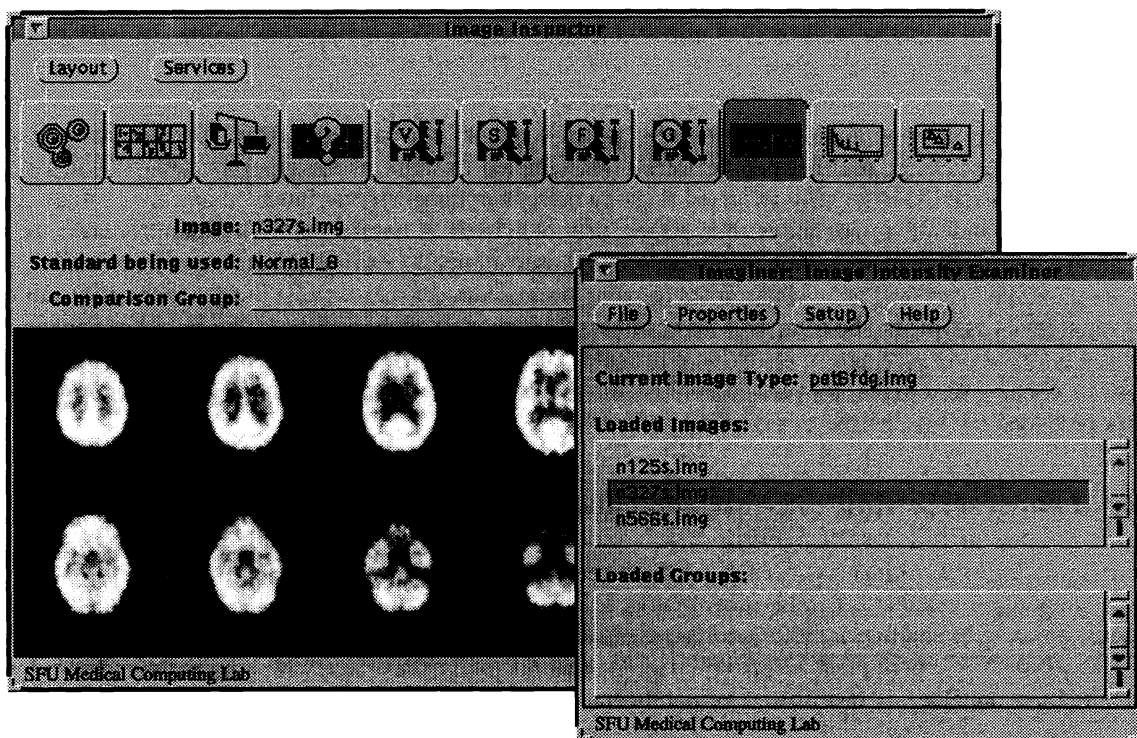 Image Inspector
Layout
Services
V
S
F
G
Image: n327s.img
Standard being used: Normal_8
Comparison Group:
SFU Medical Computing Lab
Imaginer: Image Intensity Examiner
File
Properties
Setup
Help
Current Image Type: pet6fdg.img
Loaded Images:
n125s.img
n327s.img
n566s.img
Loaded Groups:
SFU Medical Computing Lab